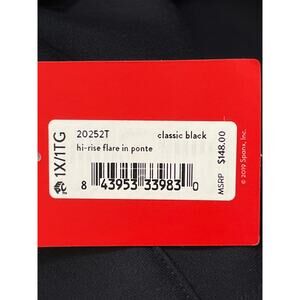 1X/1TG
20252T classic black
hi-rise flare in ponte
8 43953 33983 0
MSRP $148.00
© 2019 Spanx, Inc.